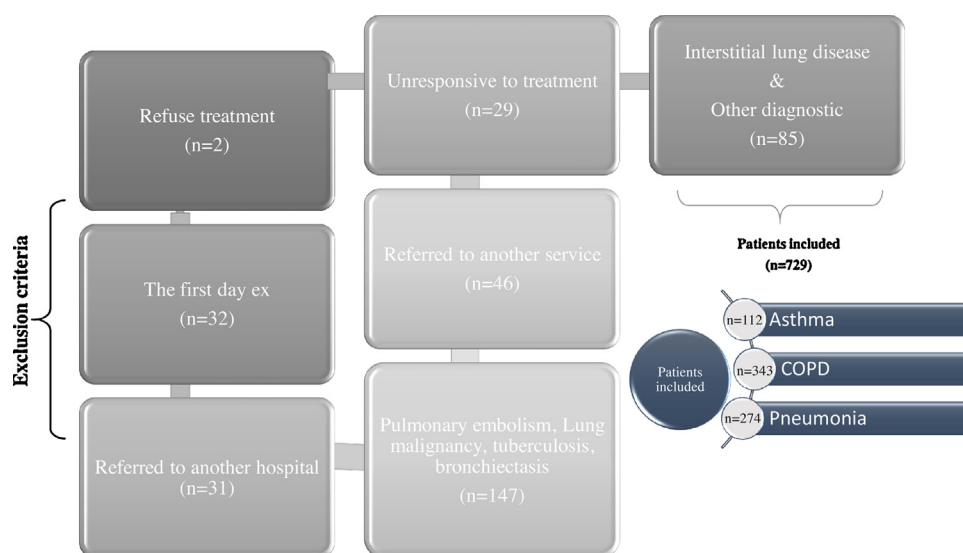 Exclusion criteria
Refuse treatment
(n=2)
The first day ex
(n=32)
Referred to another hospital
(n=31)
Unresponsive to treatment
(n=29)
Referred to another service
(n=46)
Pulmonary embolism, Lung
malignancy, tuberculosis,
bronchiectasis
(n=147)
Interstitial lung disease
&
Other diagnostic
(n=85)
Patients included
(n=729)
Patients
included
n=112 Asthma
n=343 COPD
n=274 Pneumonia